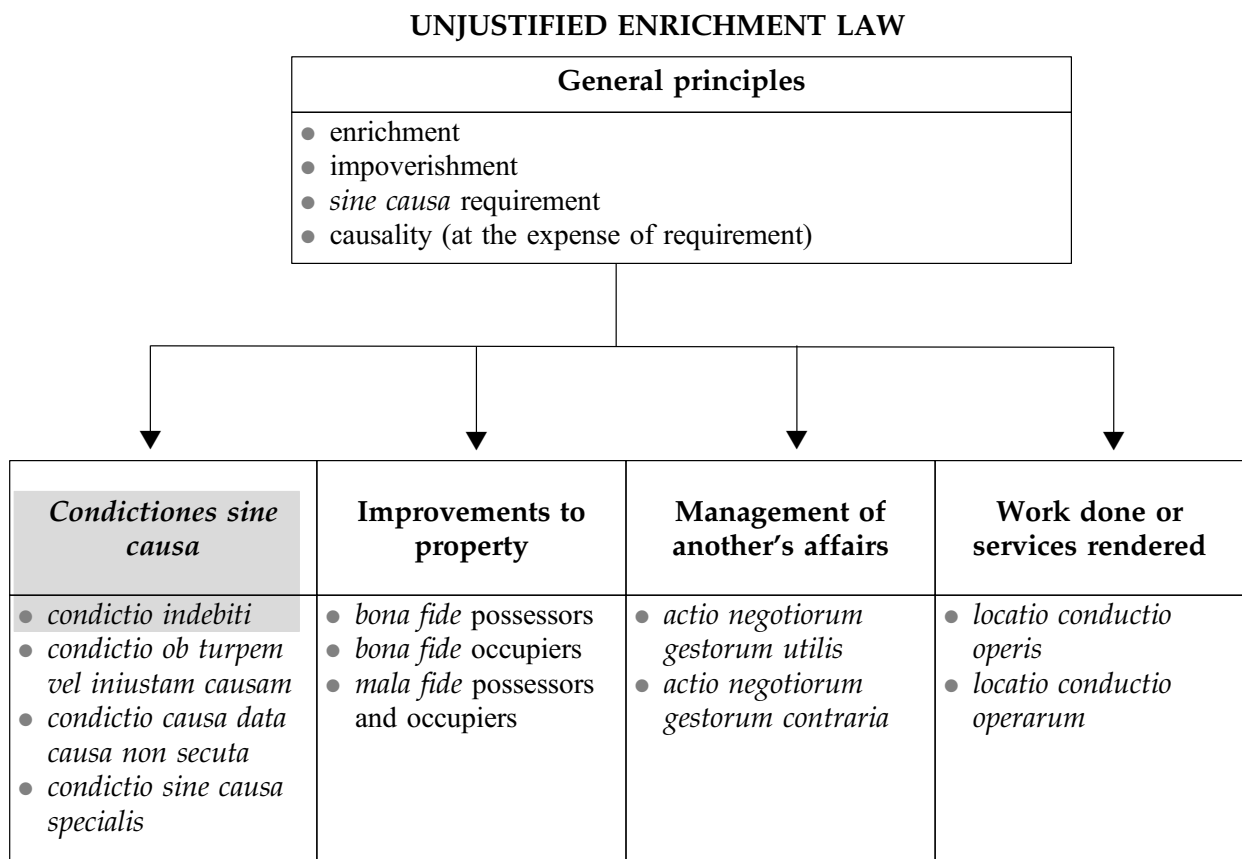 UNJUSTIFIED ENRICHMENT LAW
General principles
● enrichment
● impoverishment
● sine causa requirement
● causality (at the expense of requirement)
Condictiones sine
causa
● condictio indebiti
● condictio ob turpem
vel iniustam causam
● condictio causa data
causa non secuta
● condictio sine causa
specialis
Improvements to
property
● bona fide possessors
● bona fide occupiers
● mala fide possessors
and occupiers
Management of
another's affairs
● actio negotiorum
gestorum utilis
● actio negotiorum
gestorum contraria
Work done or
services rendered
● locatio conductio
operis
● locatio conductio
operarum